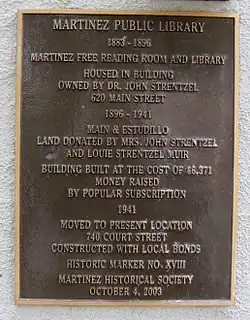 MARTINEZ PUBLIC LIBRARY
1883 - 1896
MARTINEZ FREE READING ROOM AND LIBRARY
HOUSED IN BUILDING
OWNED BY DR. JOHN STRENTZEL
620 MAIN STREET
1896 - 1941
MAIN & ESTUDILLO
LAND DONATED BY MRS. JOHN STRENTZEL
AND LOUIE STRENTZEL MUIR
BUILDING BUILT AT THE COST OF $6,371
MONEY RAISED
BY POPULAR SUBSCRIPTION
1941
MOVED TO PRESENT LOCATION
740 COURT STREET
CONSTRUCTED WITH LOCAL BONDS
HISTORIC MARKER NO. XVIII
MARTINEZ HISTORICAL SOCIETY
OCTOBER 4, 2003